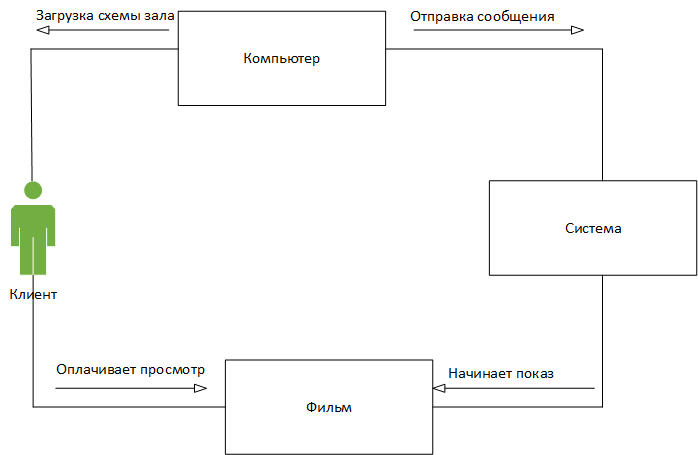 Загрузка схемы зала
Отправка сообщения
Компьютер
Система
Клиент
Оплачивает просмотр
Начинает показ
Фильм